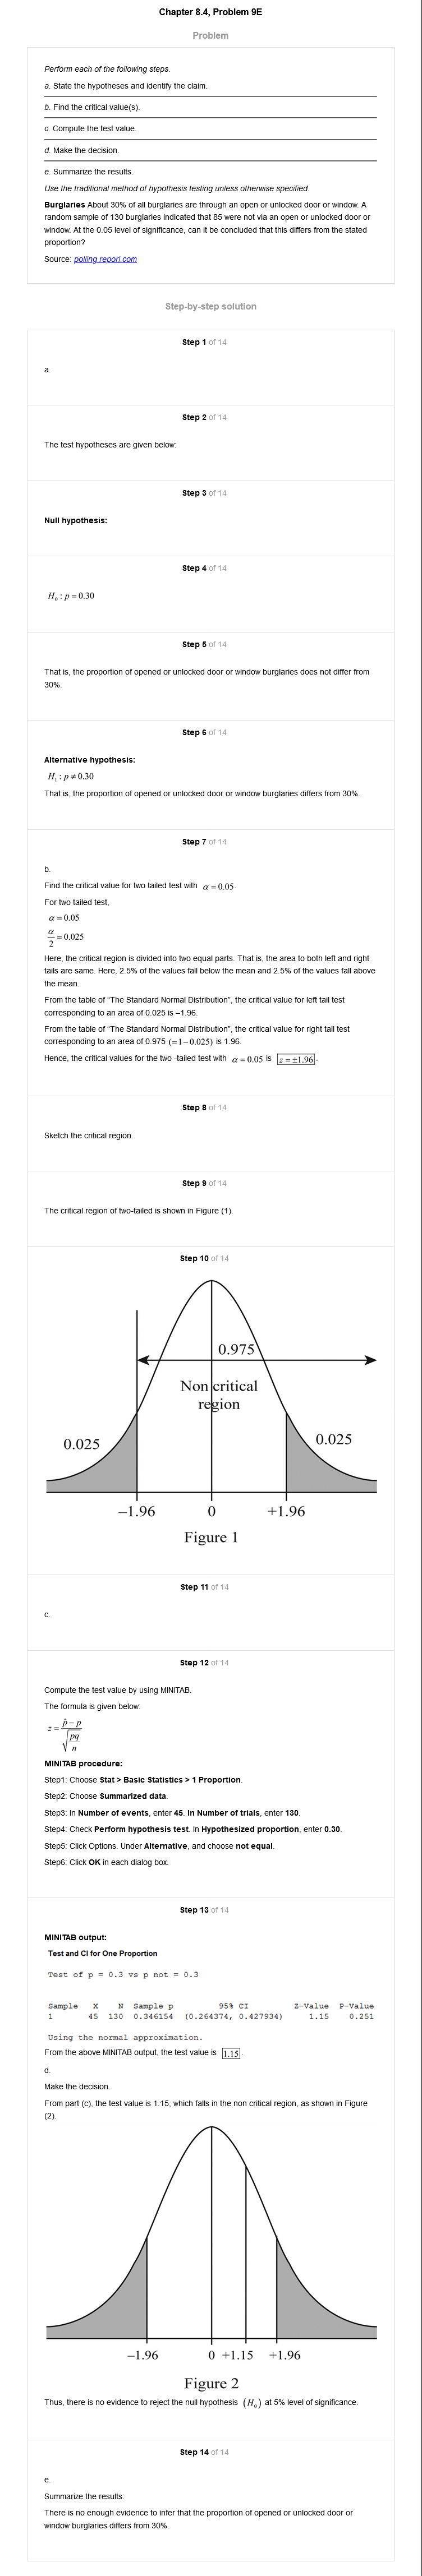 Chapter 8.4, Problem 9E
Problem
Perform each of the following steps.
a. State the hypotheses and identify the claim.
b. Find the critical value(s).
c. Compute the test value.
d. Make the decision.
e. Summarize the results.
Use the traditional method of hypothesis testing unless otherwise specified.
Burglaries About 30% of all burglaries are through an open or unlocked door or window. A
random sample of 130 burglaries indicated that 85 were not via an open or unlocked door or
window. At the 0.05 level of significance, can it be concluded that this differs from the stated
proportion?
Source: polling reporl.com
Step-by-step solution
Step 1 of 14
a.
Step 2 of 14
The test hypotheses are given below:
Step 3 of 14
Null hypothesis:
Step 4 of 14
H₀ : p = 0.30
Step 5 of 14
That is, the proportion of opened or unlocked door or window burglaries does not differ from
30%.
Step 6 of 14
Alternative hypothesis:
H₁ : p ≠ 0.30
That is, the proportion of opened or unlocked door or window burglaries differs from 30%.
Step 7 of 14
b.
Find the critical value for two tailed test with α = 0.05.
For two tailed test,
α = 0.05
α/2 = 0.025
Here, the critical region is divided into two equal parts. That is, the area to both left and right
tails are same. Here, 2.5% of the values fall below the mean and 2.5% of the values fall above
the mean.
From the table of “The Standard Normal Distribution”, the critical value for left tail test
corresponding to an area of 0.025 is –1.96.
From the table of “The Standard Normal Distribution”, the critical value for right tail test
corresponding to an area of 0.975 (=1–0.025) is 1.96.
Hence, the critical values for the two -tailed test with α = 0.05 is z = ±1.96.
Step 8 of 14
Sketch the critical region.
Step 9 of 14
The critical region of two-tailed is shown in Figure (1).
Step 10 of 14
0.975
Non critical
region
0.025
0.025
–1.96 0 +1.96
Figure 1
Step 11 of 14
c.
Step 12 of 14
Compute the test value by using MINITAB.
The formula is given below:
z = (p̂ – p) / √(pq/n)
MINITAB procedure:
Step1: Choose Stat > Basic Statistics > 1 Proportion.
Step2: Choose Summarized data.
Step3: In Number of events, enter 45. In Number of trials, enter 130.
Step4: Check Perform hypothesis test. In Hypothesized proportion, enter 0.30.
Step5: Click Options. Under Alternative, and choose not equal.
Step6: Click OK in each dialog box.
Step 13 of 14
MINITAB output:
Test and CI for One Proportion
Test of p = 0.3 vs p not = 0.3
Sample X N Sample p 95% CI Z-Value P-Value
1 45 130 0.346154 (0.264374, 0.427934) 1.15 0.251
Using the normal approximation.
From the above MINITAB output, the test value is 1.15.
d.
Make the decision.
From part (c), the test value is 1.15, which falls in the non critical region, as shown in Figure
(2).
–1.96 0 +1.15 +1.96
Figure 2
Thus, there is no evidence to reject the null hypothesis (H₀) at 5% level of significance.
Step 14 of 14
e.
Summarize the results:
There is no enough evidence to infer that the proportion of opened or unlocked door or
window burglaries differs from 30%.